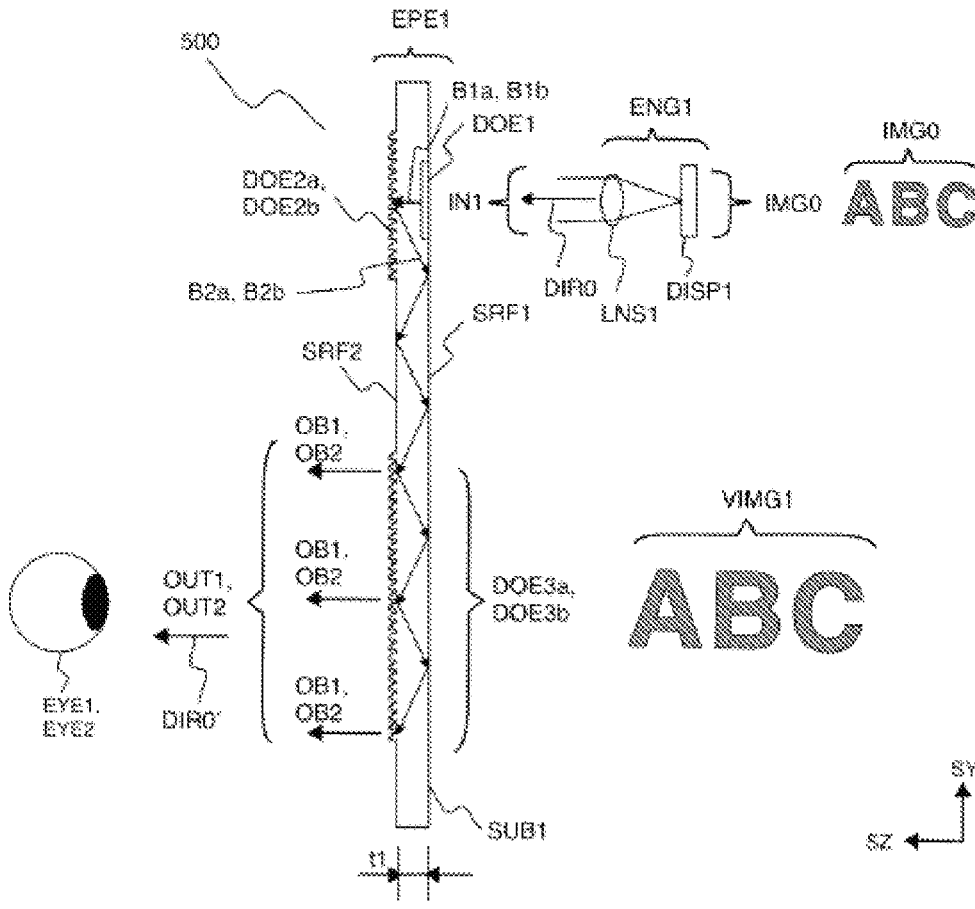 EPE1
500
B1a, B1b
DOE1
ENG1
IMG0
DOE2a,
DOE2b
IN1
IMG0
ABC
B2a, B2b
DIR0
LNS1
DISP1
SRF1
SRF2
OB1,
OB2
VIMG1
OB1,
OB2
DOE3a,
DOE3b
ABC
OUT1,
OUT2
OB1,
OB2
EYE1,
EYE2
DIR0'
SUB1
SY
SZ
t1